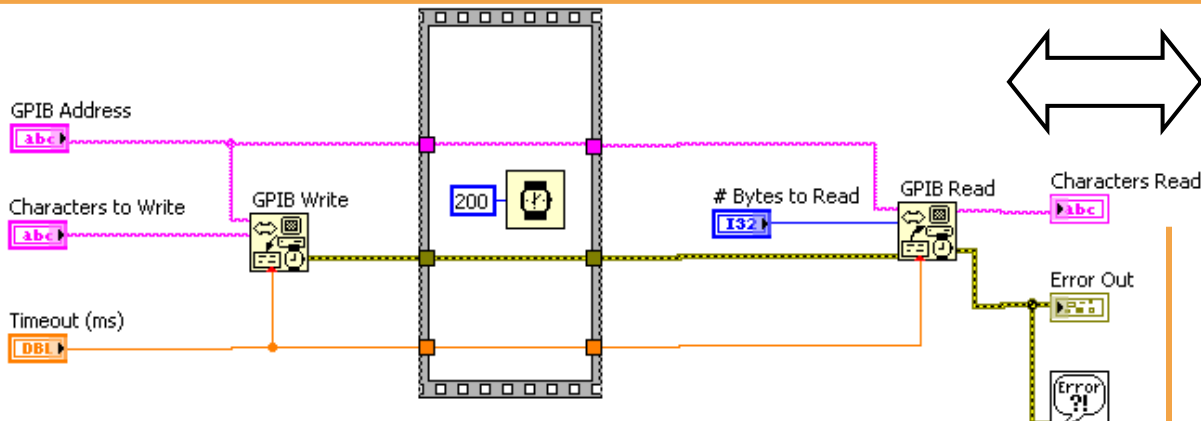 GPIB Address
abc
Characters to Write
abc
Timeout (ms)
DBL
GPIB Write
200
# Bytes to Read
I32
GPIB Read
Characters Read
abc
Error Out
Error
?!